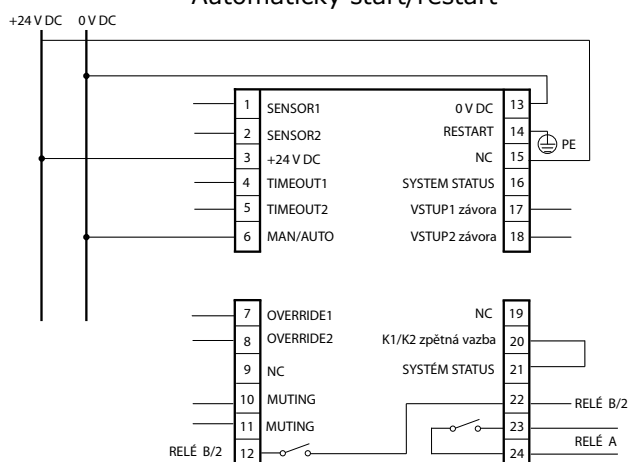 Automatický start/restart
+24 V DC 0 V DC
1 SENSOR1 0 V DC 13
2 SENSOR2 RESTART 14
PE
3 +24 V DC NC 15
4 TIMEOUT1 SYSTEM STATUS 16
5 TIMEOUT2 VSTUP1 závora 17
6 MAN/AUTO VSTUP2 závora 18
7 OVERRIDE1 NC 19
8 OVERRIDE2 K1/K2 zpětná vazba 20
9 NC SYSTÉM STATUS 21
10 MUTING 22 RELÉ B/2
11 MUTING 23
RELÉ A
RELÉ B/2 12 24